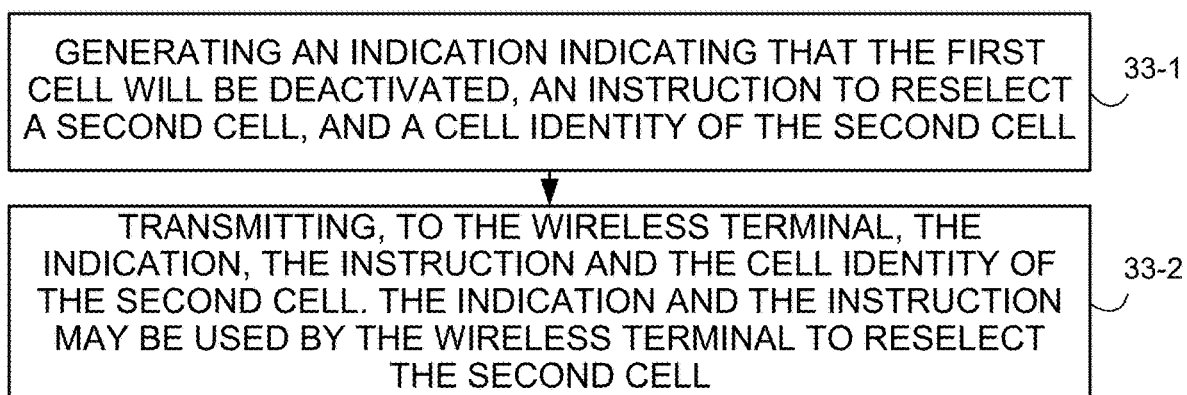 GENERATING AN INDICATION INDICATING THAT THE FIRST
CELL WILL BE DEACTIVATED, AN INSTRUCTION TO RESELECT
A SECOND CELL, AND A CELL IDENTITY OF THE SECOND CELL
33-1
TRANSMITTING, TO THE WIRELESS TERMINAL, THE
INDICATION, THE INSTRUCTION AND THE CELL IDENTITY OF
THE SECOND CELL. THE INDICATION AND THE INSTRUCTION
MAY BE USED BY THE WIRELESS TERMINAL TO RESELECT
THE SECOND CELL
33-2